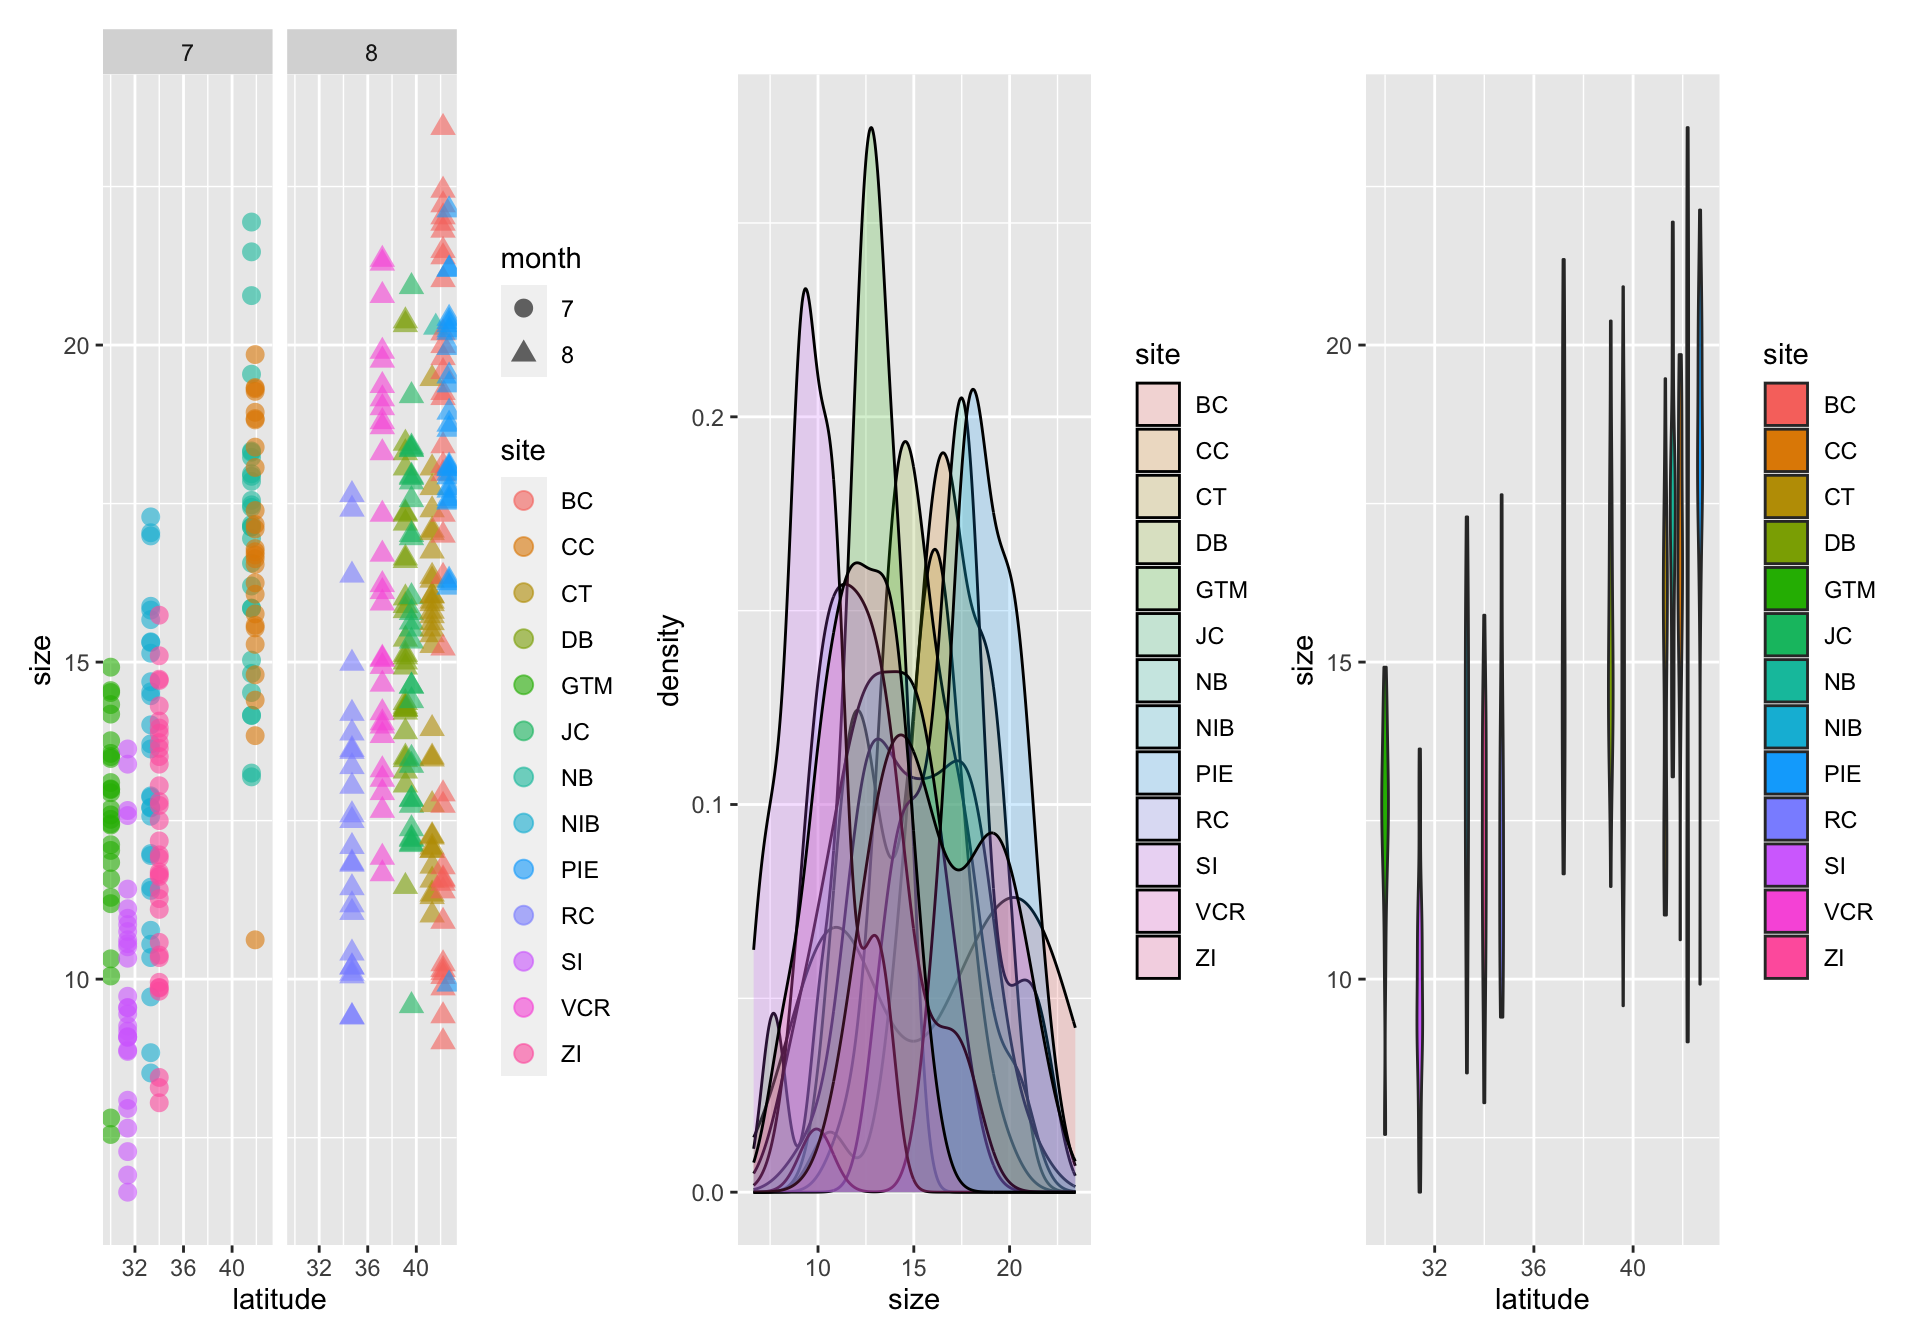 7 8
size
20
15
10
32 36 40 32 36 40
latitude
month
7
8
site
BC
CC
CT
DB
GTM
JC
NB
NIB
PIE
RC
SI
VCR
ZI
density
0.2
0.1
0.0
10 15 20
size
site
BC
CC
CT
DB
GTM
JC
NB
NIB
PIE
RC
SI
VCR
ZI
size
20
15
10
32 36 40
latitude
site
BC
CC
CT
DB
GTM
JC
NB
NIB
PIE
RC
SI
VCR
ZI